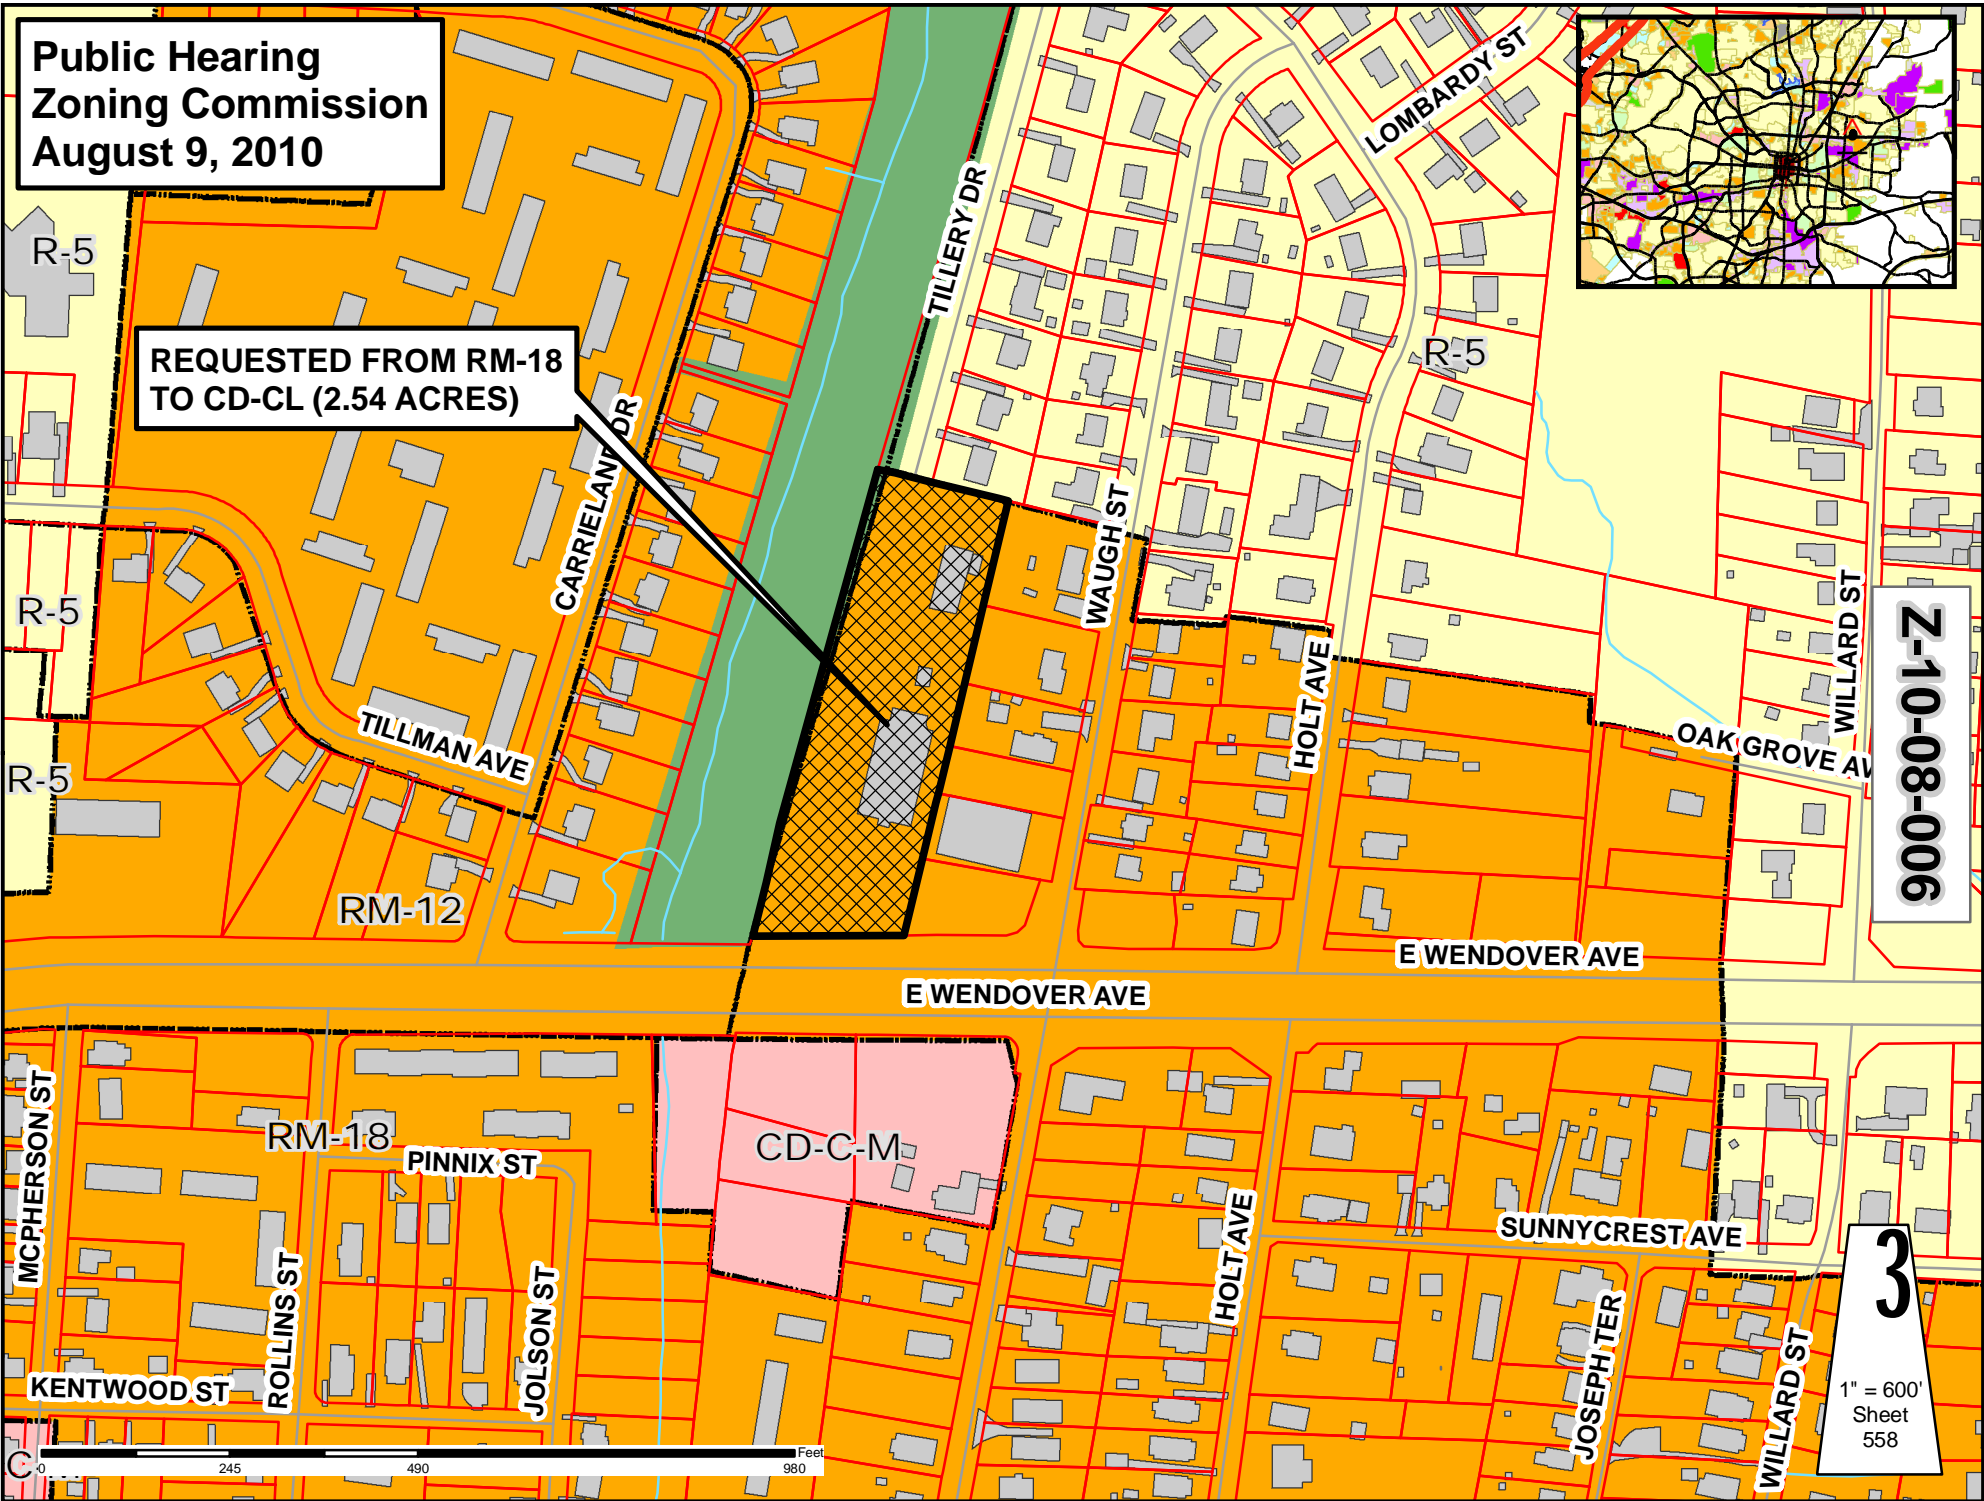 Public Hearing
Zoning Commission
August 9, 2010
LOMBARDY ST
TILLERY DR
R-5
R-5
REQUESTED FROM RM-18
TO CD-CL (2.54 ACRES)
CARRIELAND DR
WAUGH ST
R-5
WILLARD ST
Z-10-08-006
HOLT AVE
TILLMAN AVE
OAK GROVE AV
R-5
RM-12
E WENDOVER AVE
E WENDOVER AVE
MCPHERSON ST
RM-18
PINNIX ST
CD-C-M
HOLT AVE
SUNNYCREST AVE
ROLLINS ST
JOLSON ST
JOSEPH TER
WILLARD ST
KENTWOOD ST
3
1" = 600'
Sheet
558
0 245 490 980
Feet